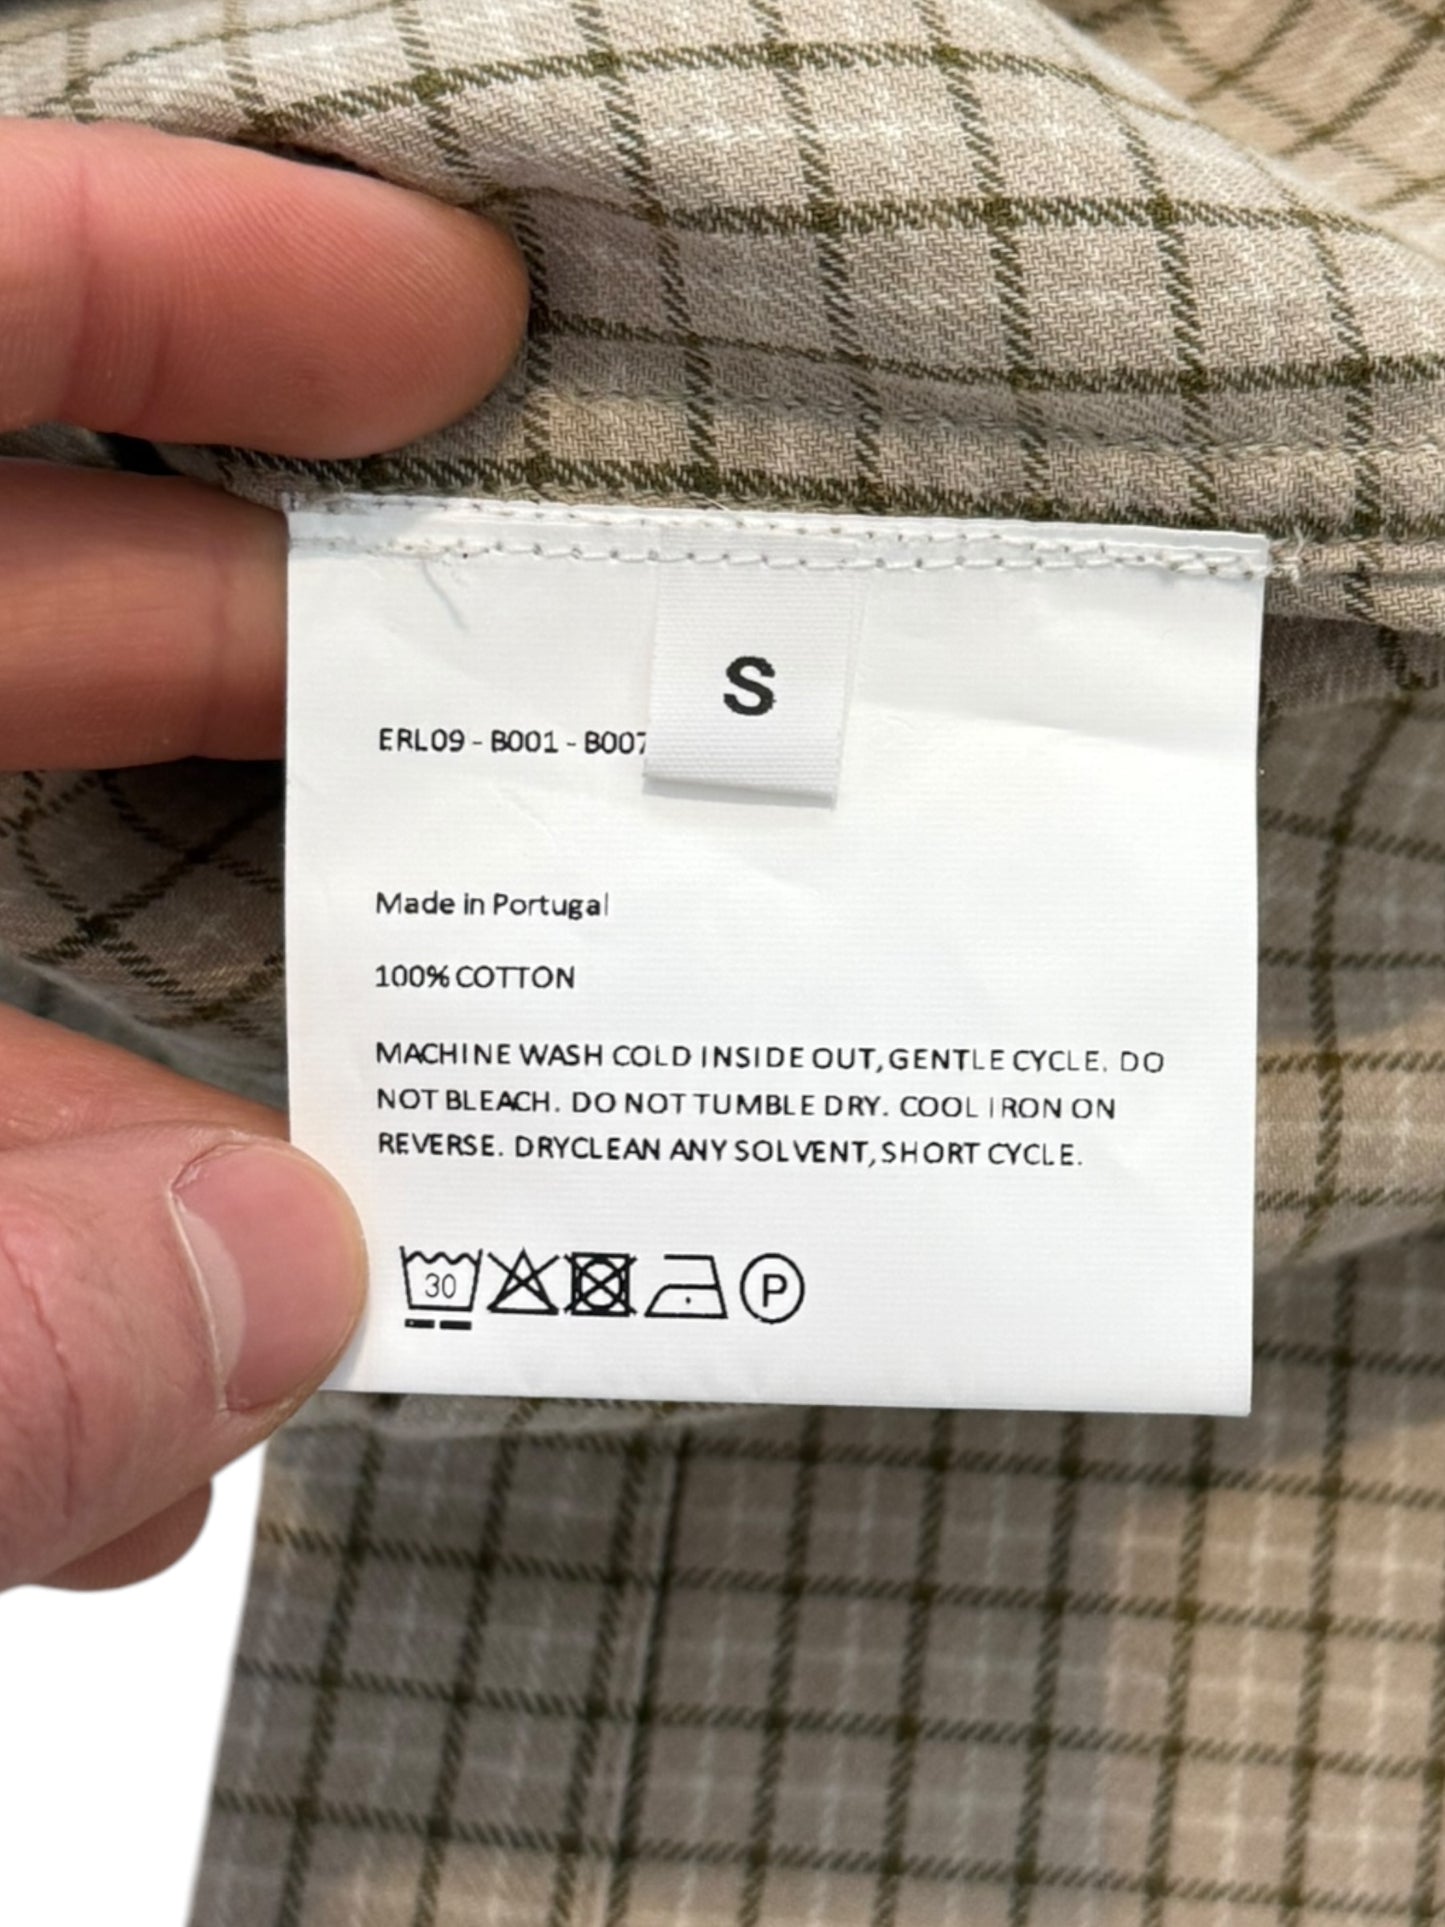 S
ERL09 - B001 - B007
Made in Portugal
100% COTTON
MACHINE WASH COLD INSIDE OUT, GENTLE CYCLE. DO
NOT BLEACH. DO NOT TUMBLE DRY. COOL IRON ON
REVERSE. DRYCLEAN ANY SOLVENT, SHORT CYCLE.
30 P